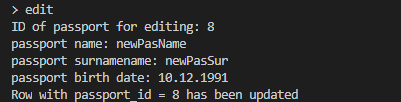 > edit
ID of passport for editing: 8
passport name: newPasName
passport surnamename: newPasSur
passport birth date: 10.12.1991
Row with passport_id = 8 has been updated